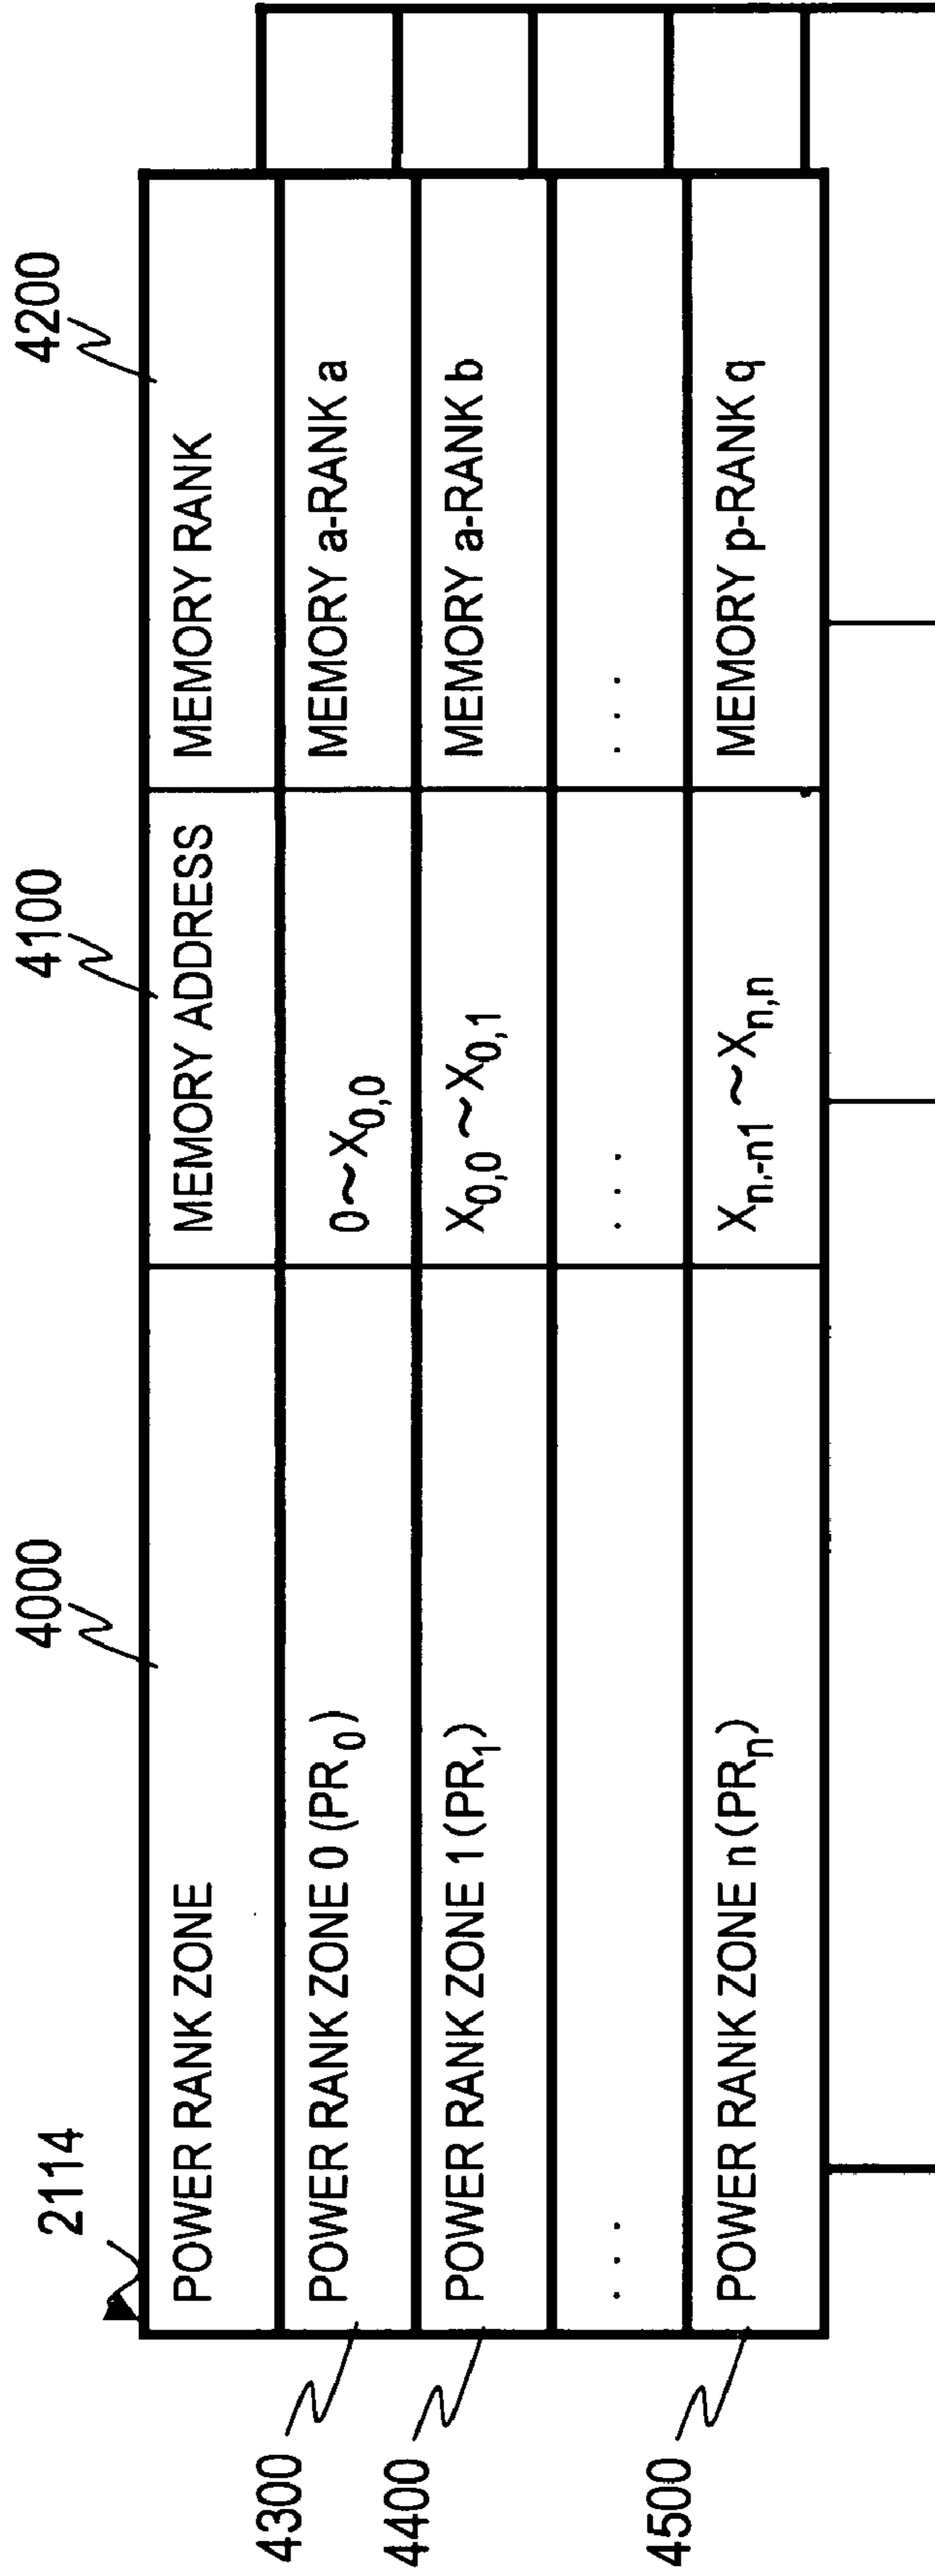 2114
4000
4100
4200
POWER RANK ZONE
MEMORY ADDRESS
MEMORY RANK
4300
POWER RANK ZONE 0 (PR0)
0~X0,0
MEMORY a-RANK a
4400
POWER RANK ZONE 1 (PR1)
X0,0 ~X0,1
MEMORY a-RANK b
...
...
...
4500
POWER RANK ZONE n (PRn)
Xn,-n1 ~Xn,n
MEMORY p-RANK q